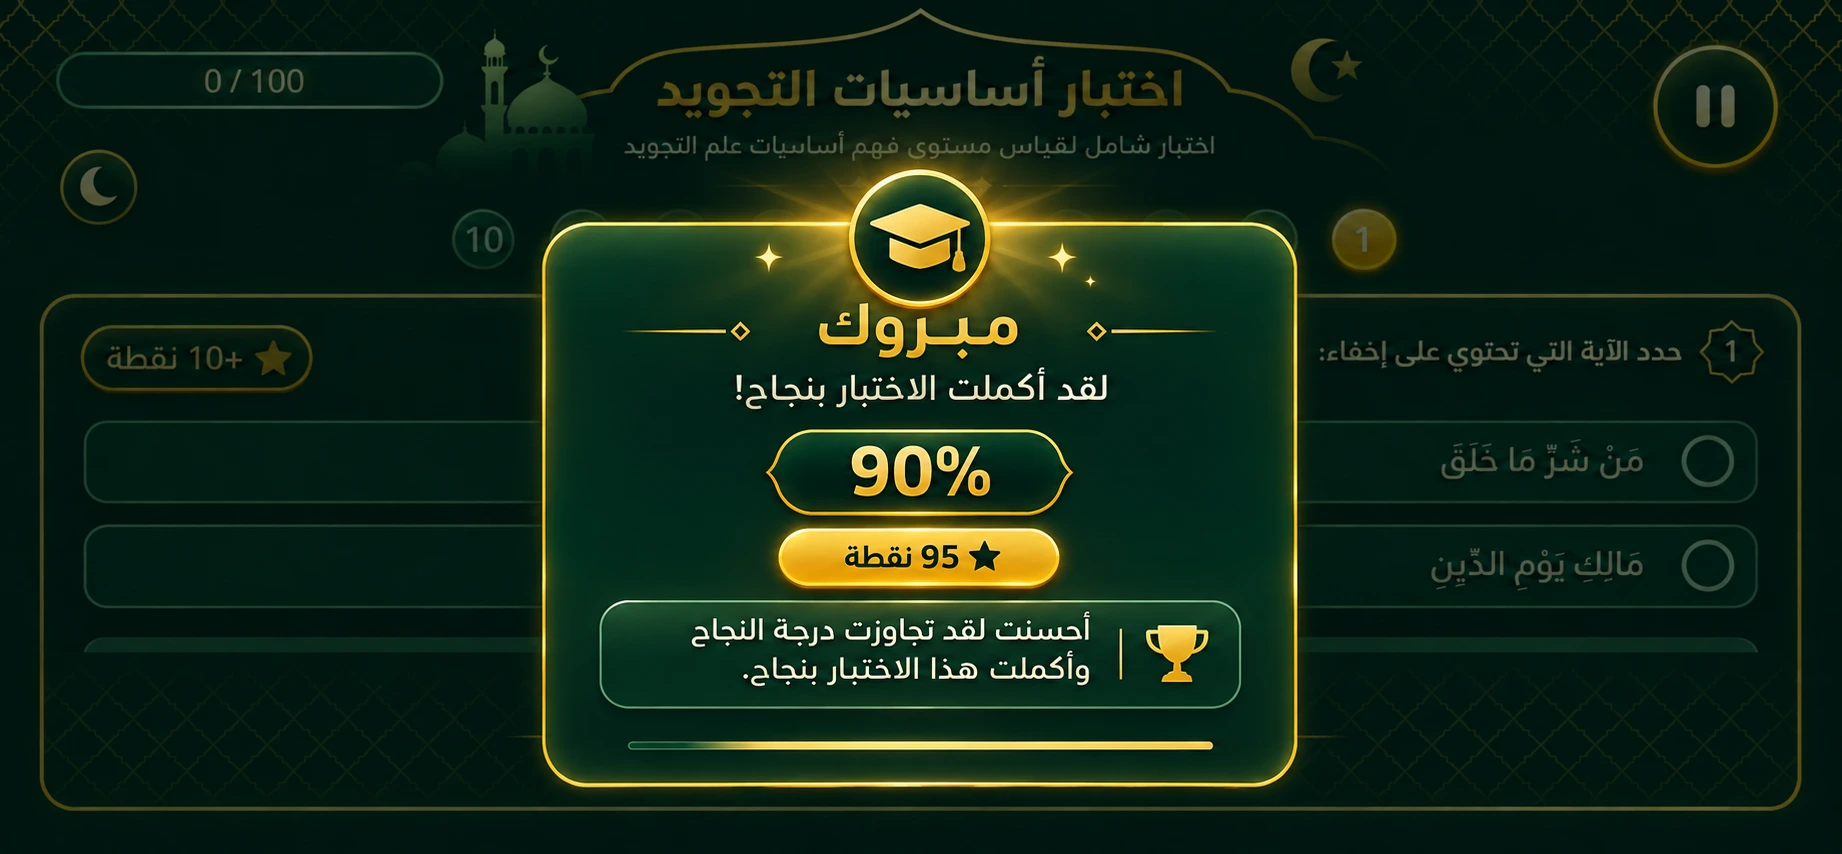 اختبار أساسيات التجويد
0 / 100
اختبار شامل لقياس مستوى فهم أساسيات علم التجويد
1
10
مبروك
لقد أكملت الاختبار بنجاح!
90%
95 نقطة
أحسنت لقد تجاوزت درجة النجاح
وأكملت هذا الاختبار بنجاح.
1
حدد الآية التي تحتوي على إخفاء:
+10 نقطة
مَنْ شَرِّ مَا خَلَقَ
مَالِكِ يَوْمِ الدِّينِ